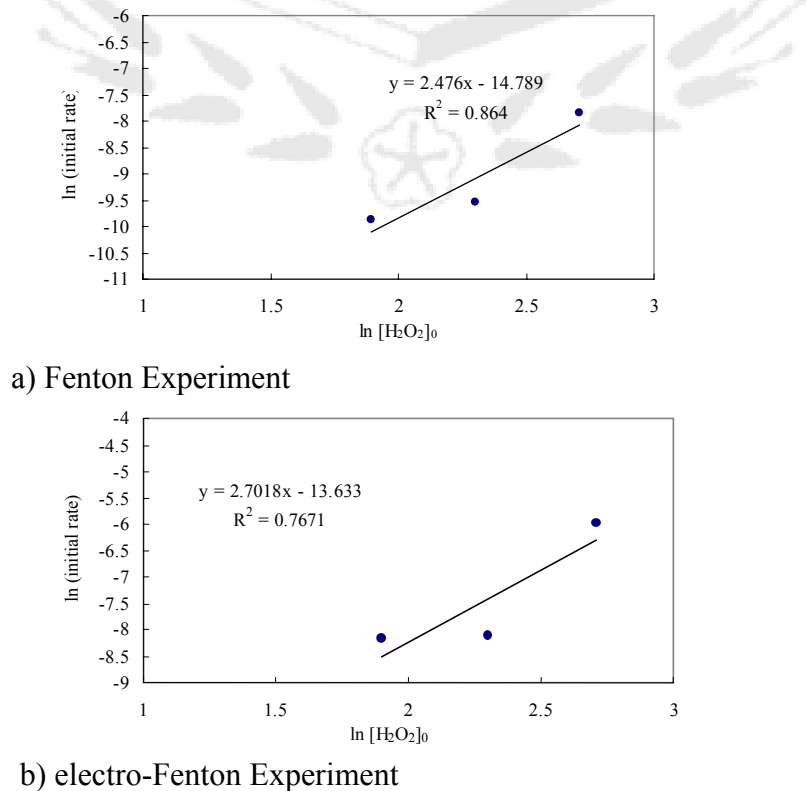 -6
-6.5
-7
-7.5
-8
-8.5
-9
-9.5
-10
-10.5
-11
ln (initial rate)
y = 2.476x - 14.789
R² = 0.864
1 1.5 2 2.5 3
ln [H₂O₂]₀
a) Fenton Experiment
-4
-4.5
-5
-5.5
-6
-6.5
-7
-7.5
-8
-8.5
-9
ln (initial rate)
y = 2.7018x - 13.633
R² = 0.7671
1 1.5 2 2.5 3
ln [H₂O₂]₀
b) electro-Fenton Experiment